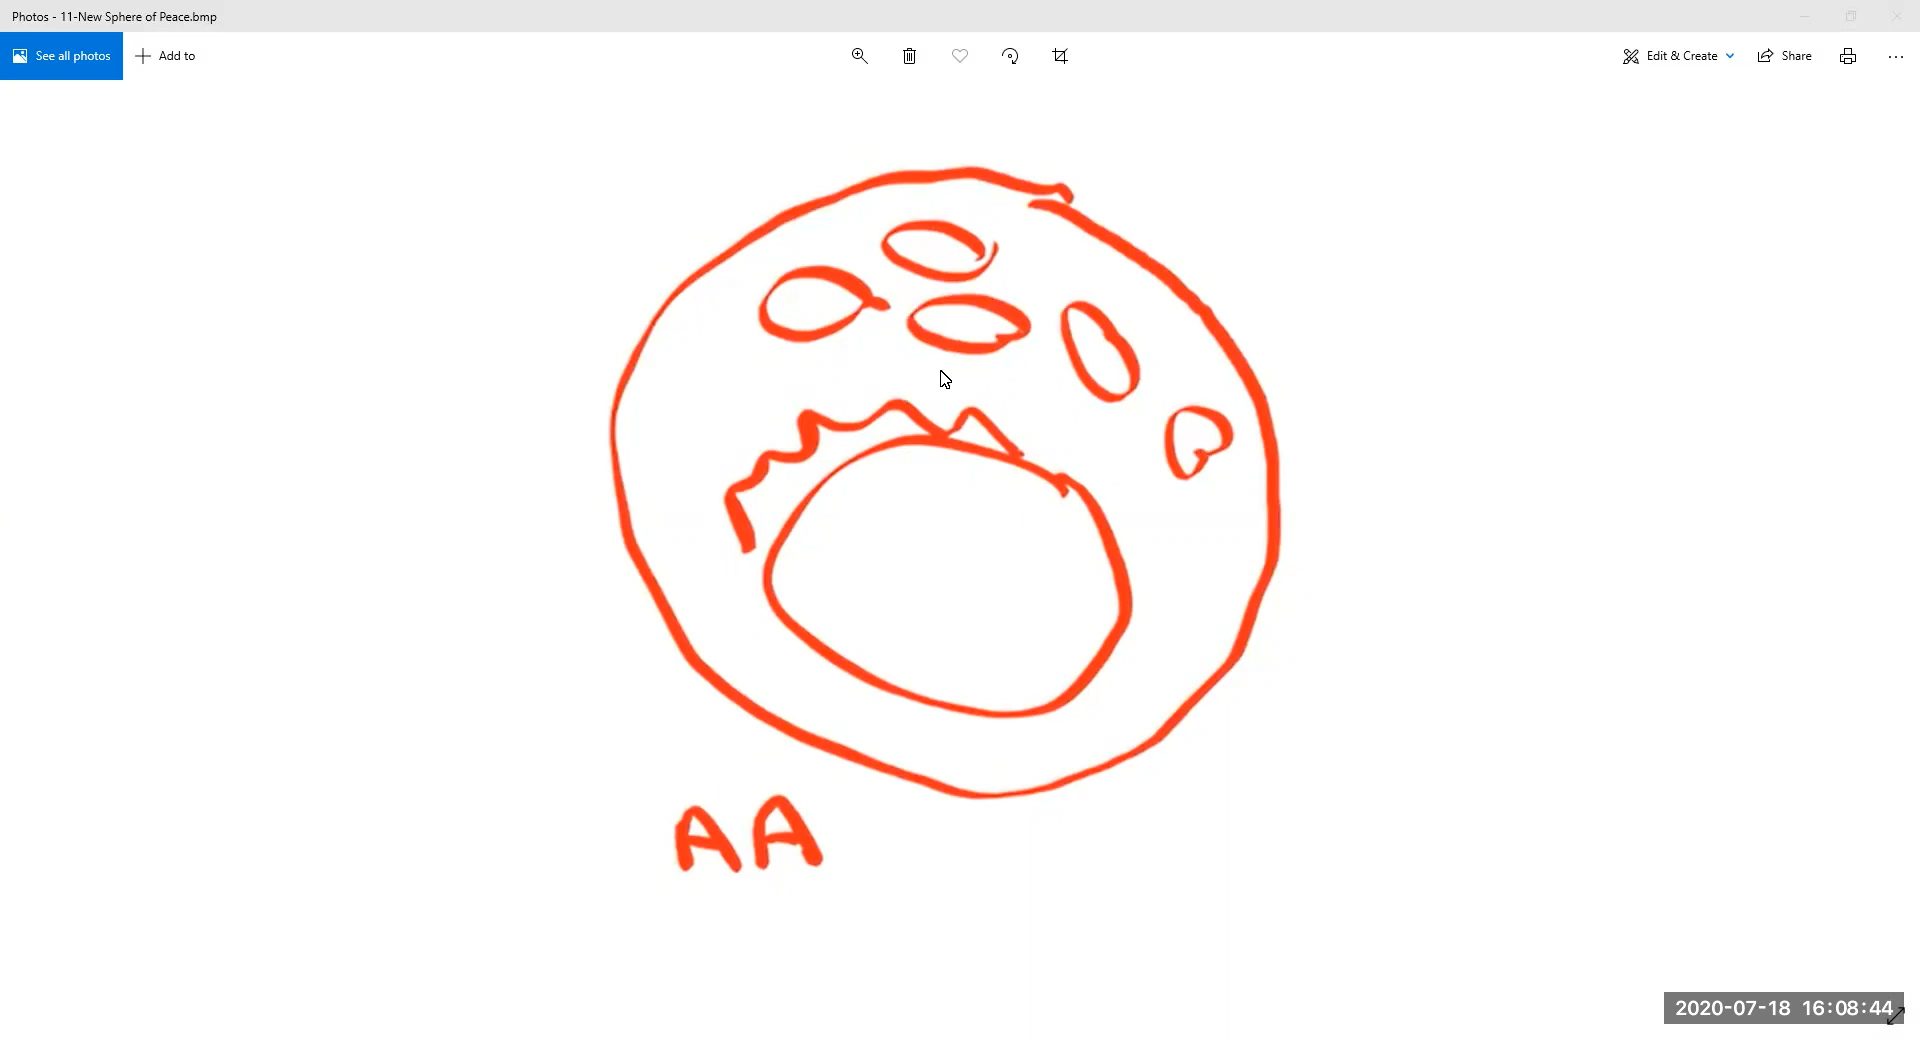 Photos - 11-New Sphere of Peace.bmp
See all photos
Add to
Edit & Create
Share
AA
2020-07-18 16:08:44